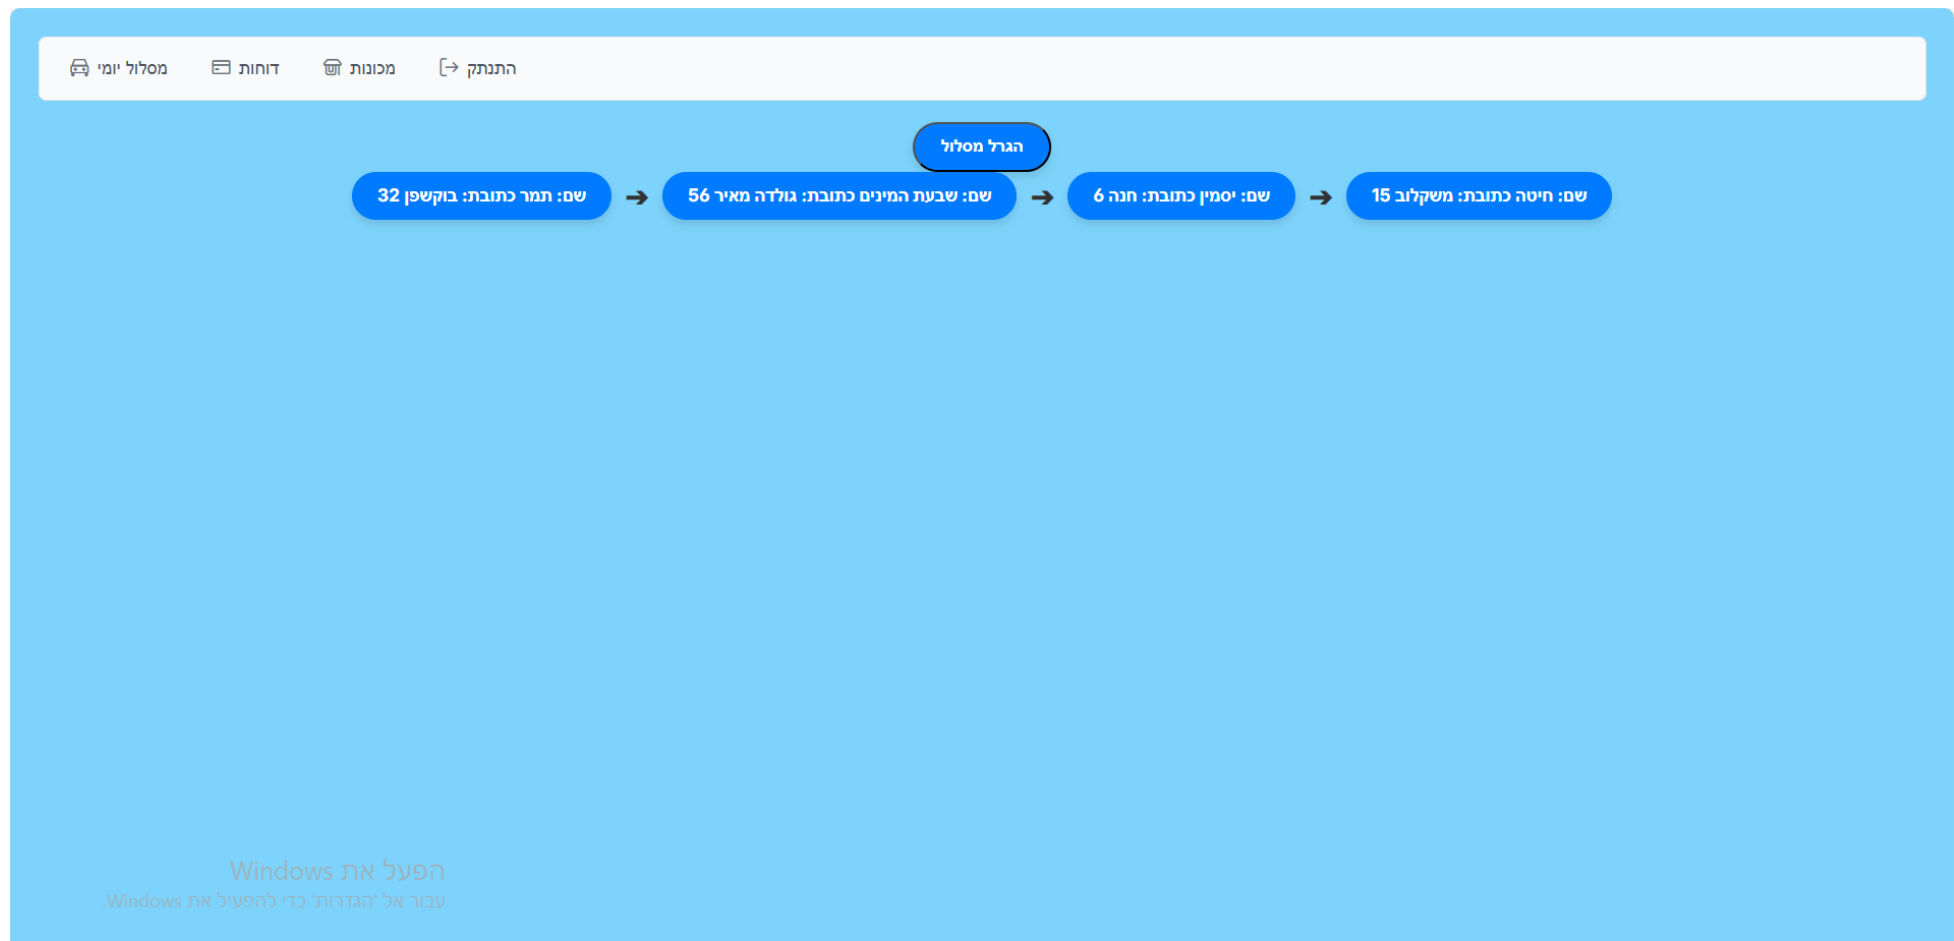 מסלול יומי דוחות מכונות התנתק
הגרל מסלול
שם: תמר כתובת: בוקשפן 32 ➔ שם: שבעת המינים כתובת: גולדה מאיר 56 ➔ שם: יסמין כתובת: חנה 6 ➔ שם: חיטה כתובת: משקלוב 15
הפעל את Windows
עבור אל 'הגדרות' כדי להפעיל את Windows.